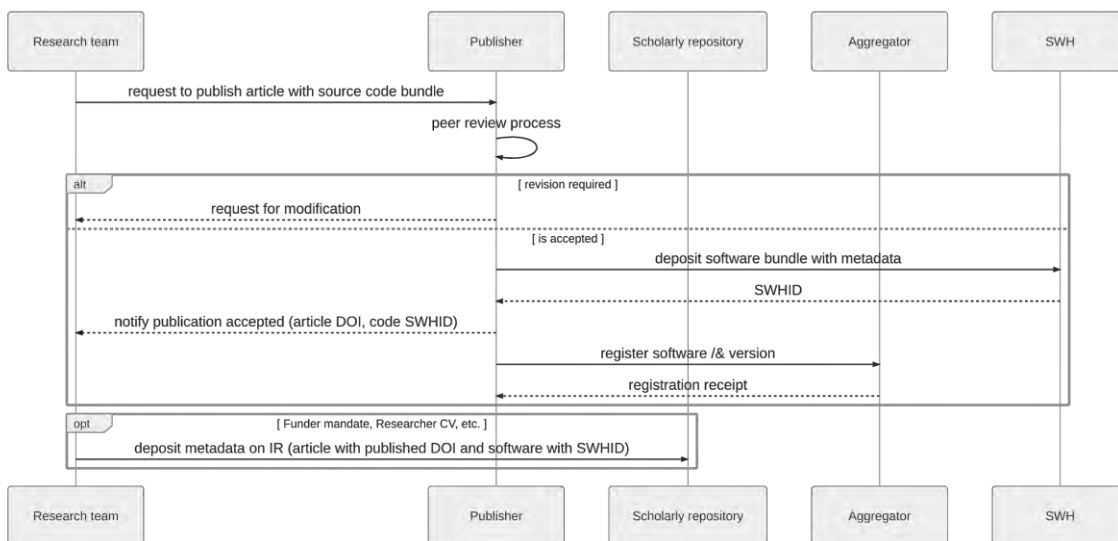 Research team
Publisher
Scholarly repository
Aggregator
SWH
request to publish article with source code bundle
peer review process
alt
[ revision required ]
request for modification
[ is accepted ]
deposit software bundle with metadata
SWHID
notify publication accepted (article DOI, code SWHID)
register software /& version
registration receipt
opt
[ Funder mandate, Researcher CV, etc. ]
deposit metadata on IR (article with published DOI and software with SWHID)
Research team
Publisher
Scholarly repository
Aggregator
SWH